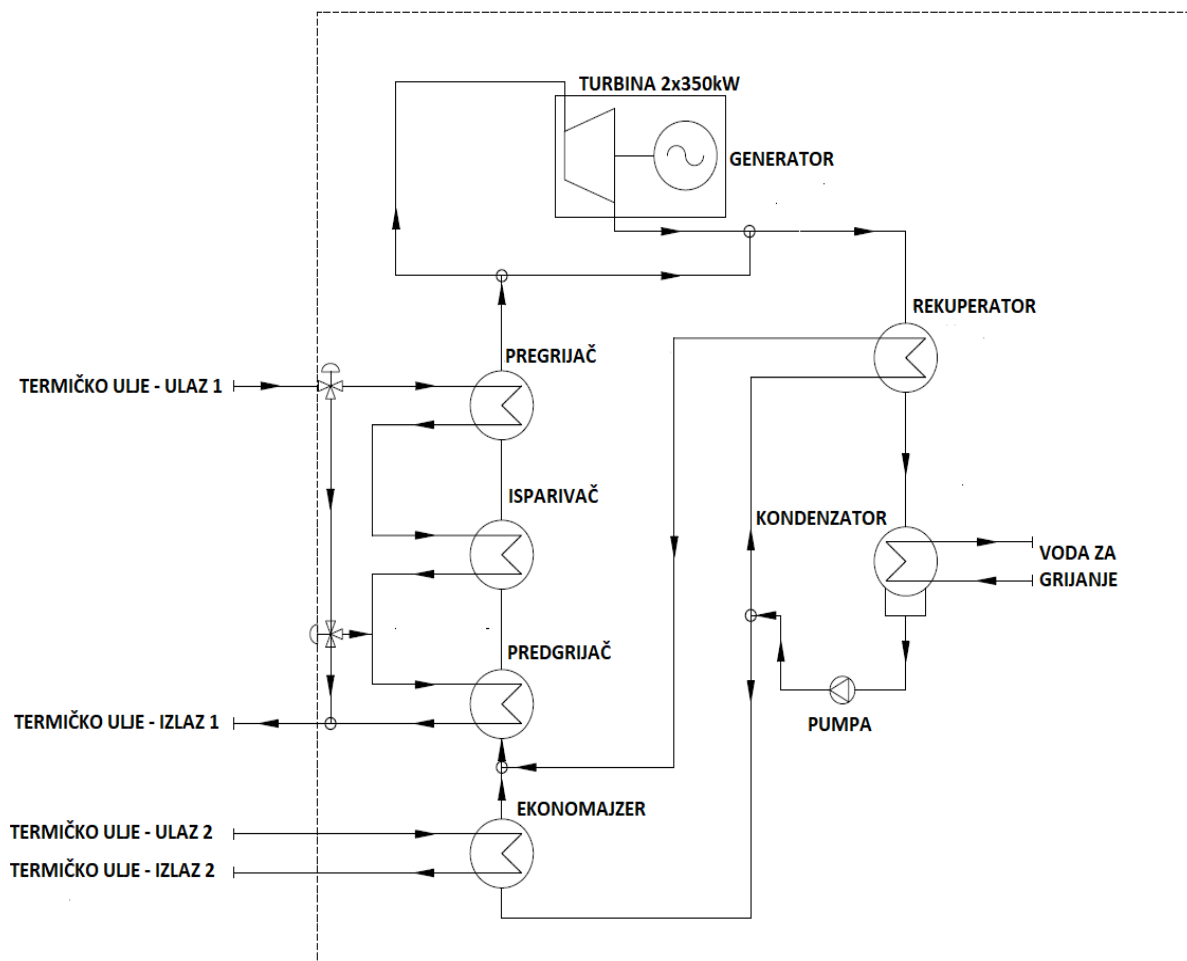 TURBINA 2x350kW
GENERATOR
REKUPERATOR
PREGRIJAČ
TERMIČKO ULJE - ULAZ 1
ISPARIVAČ
KONDENZATOR
VODA ZA
GRIJANJE
PREDGRIJAČ
TERMIČKO ULJE - IZLAZ 1
PUMPA
EKONOMAJZER
TERMIČKO ULJE - ULAZ 2
TERMIČKO ULJE - IZLAZ 2